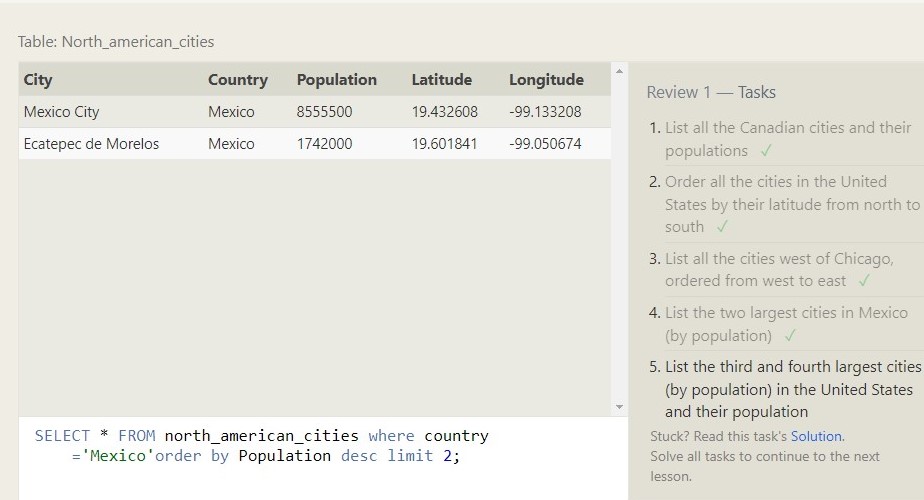 Table: North_american_cities
City Country Population Latitude Longitude
Mexico City Mexico 8555500 19.432608 -99.133208
Ecatepec de Morelos Mexico 1742000 19.601841 -99.050674
SELECT * FROM north_american_cities where country
='Mexico'order by Population desc limit 2;
Review 1 — Tasks
1. List all the Canadian cities and their
populations ✓
2. Order all the cities in the United
States by their latitude from north to
south ✓
3. List all the cities west of Chicago,
ordered from west to east ✓
4. List the two largest cities in Mexico
(by population) ✓
5. List the third and fourth largest cities
(by population) in the United States
and their population
Stuck? Read this task's Solution.
Solve all tasks to continue to the next
lesson.